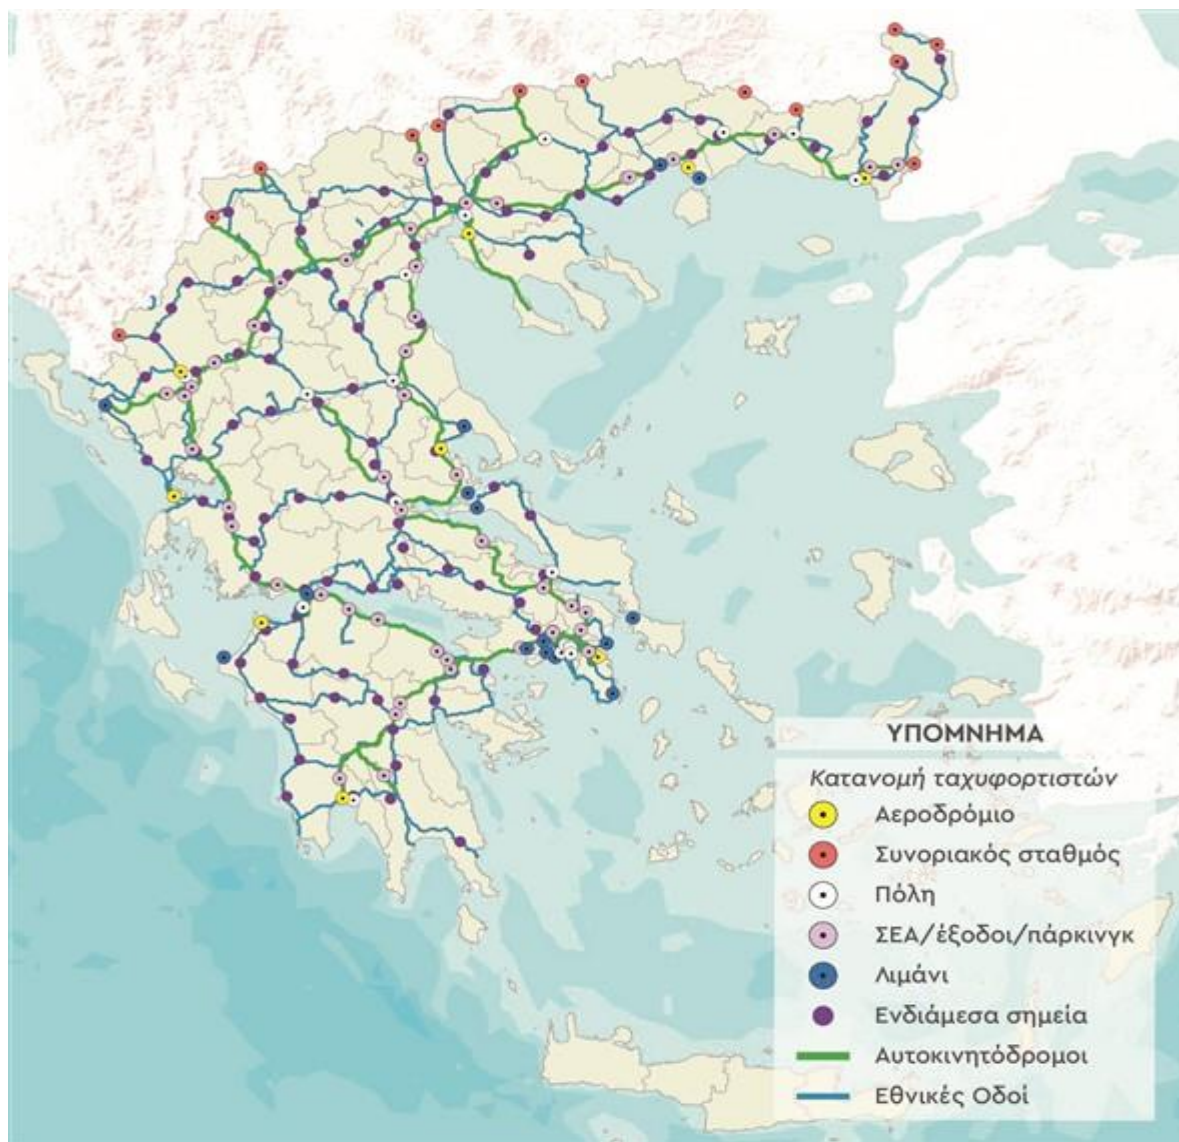 ΥΠΟΜΝΗΜΑ
Κατανομή ταχυφορτιστών
Αεροδρόμιο
Συνοριακός σταθμός
Πόλη
ΣΕΑ/έξοδοι/πάρκινγκ
Λιμάνι
Ενδιάμεσα σημεία
Αυτοκινητόδρομοι
Εθνικές Οδοί